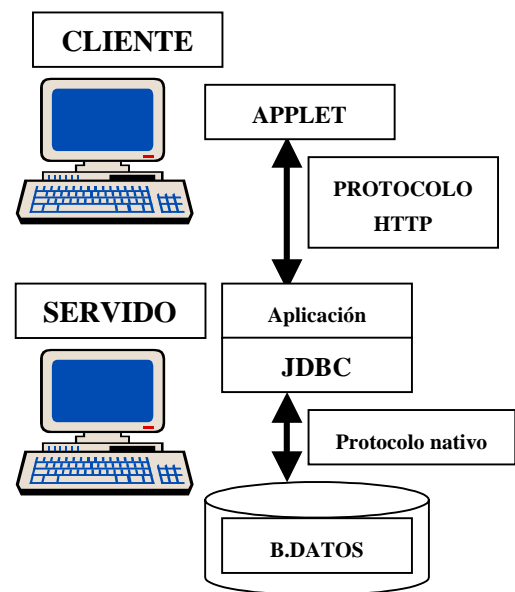 CLIENTE
APPLET
PROTOCOLO
HTTP
SERVIDO
Aplicación
JDBC
Protocolo nativo
B.DATOS